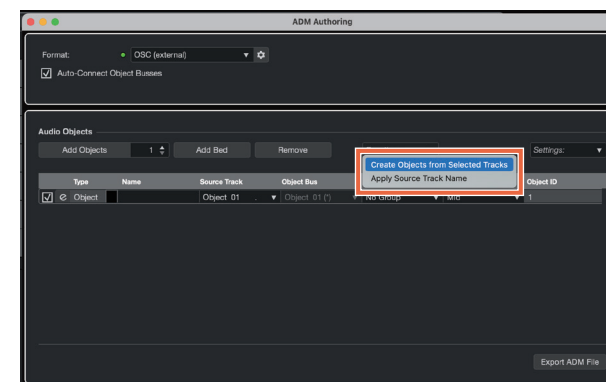 ADM Authoring
Format: OSC (external)
Auto-Connect Object Busses
Audio Objects
Add Objects 1 Add Bed Remove Settings:
Create Objects from Selected Tracks
Apply Source Track Name
Type Name Source Track Object Bus Object ID
Object Object 01 Object 01 (*) No Group Mid 1
Export ADM File